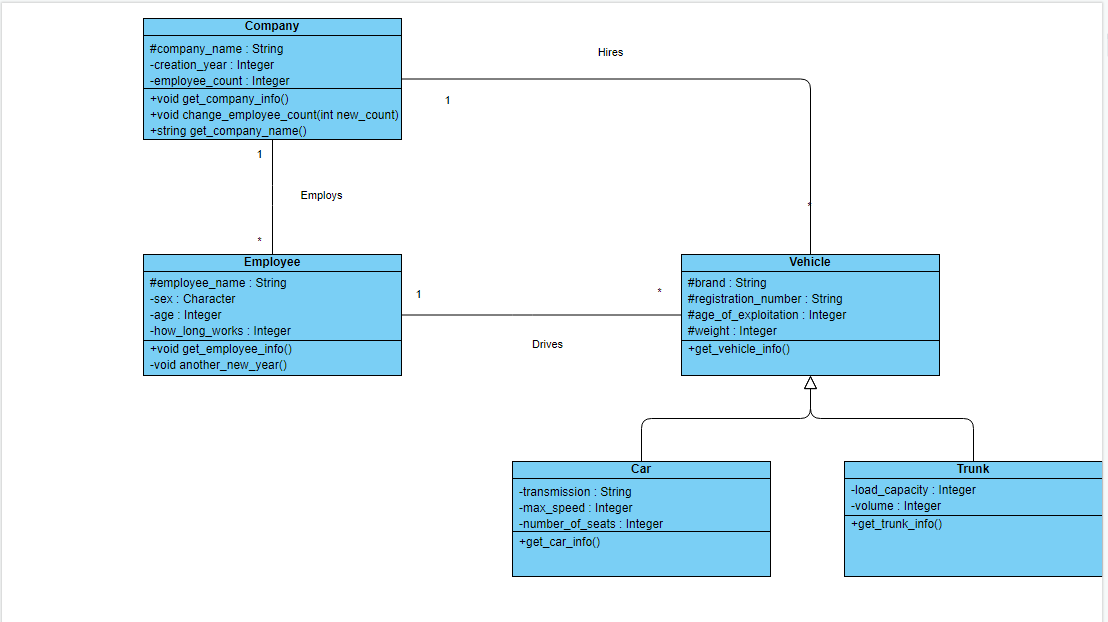 Company
#company_name : String
-creation_year : Integer
-employee_count : Integer
+void get_company_info()
+void change_employee_count(int new_count)
+string get_company_name()
Hires
1
*
1
Employs
*
Employee
#employee_name : String
-sex : Character
-age : Integer
-how_long_works : Integer
+void get_employee_info()
-void another_new_year()
1
*
Drives
Vehicle
#brand : String
#registration_number : String
#age_of_exploitation : Integer
#weight : Integer
+get_vehicle_info()
Car
-transmission : String
-max_speed : Integer
-number_of_seats : Integer
+get_car_info()
Trunk
-load_capacity : Integer
-volume : Integer
+get_trunk_info()